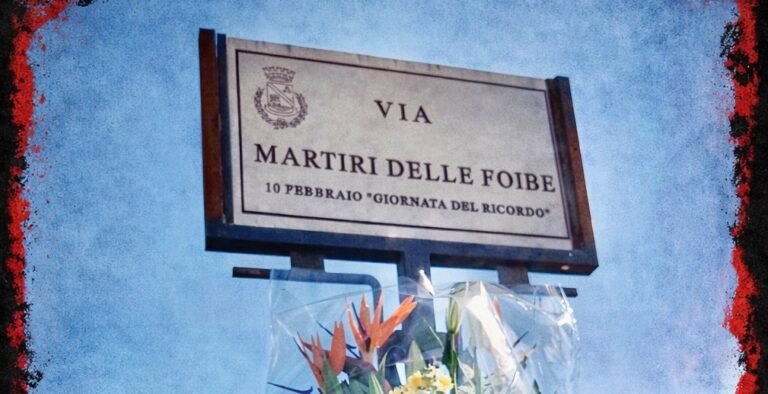 VIA
MARTIRI DELLE FOIBE
10 FEBBRAIO "GIORNATA DEL RICORDO"